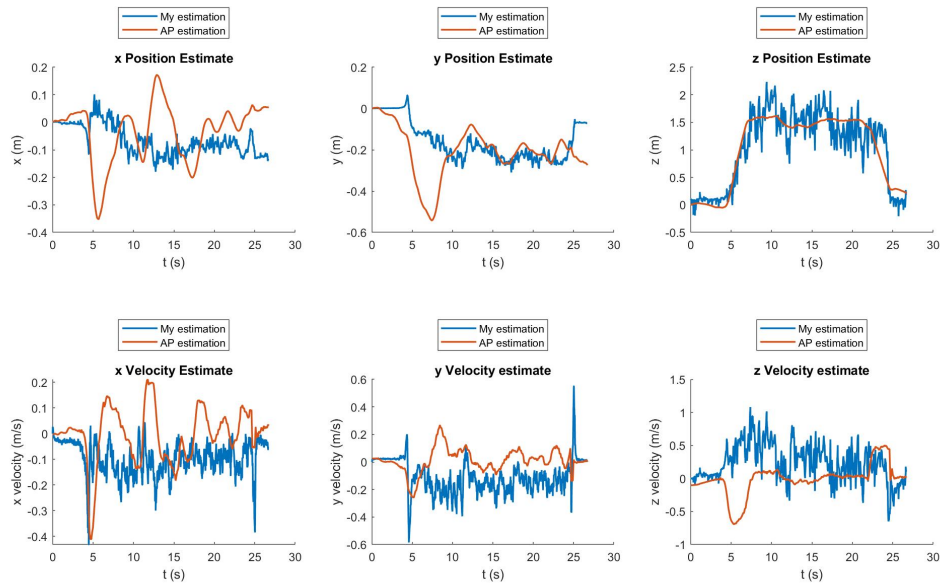 My estimation
AP estimation
My estimation
AP estimation
My estimation
AP estimation
x Position Estimate
y Position Estimate
z Position Estimate
0.2
0.1
0
-0.1
-0.2
-0.3
-0.4
x (m)
0 5 10 15 20 25 30
t (s)
0.2
0
-0.2
-0.4
-0.6
y (m)
0 5 10 15 20 25 30
t (s)
2.5
2
1.5
1
0.5
0
-0.5
z (m)
0 5 10 15 20 25 30
t (s)
My estimation
AP estimation
My estimation
AP estimation
My estimation
AP estimation
x Velocity Estimate
y Velocity estimate
z Velocity estimate
0.2
0.1
0
-0.1
-0.2
-0.3
-0.4
x velocity (m/s)
0 5 10 15 20 25 30
t (s)
0.6
0.4
0.2
0
-0.2
-0.4
-0.6
y velocity (m/s)
0 5 10 15 20 25 30
t (s)
1.5
1
0.5
0
-0.5
-1
z velocity (m/s)
0 5 10 15 20 25 30
t (s)